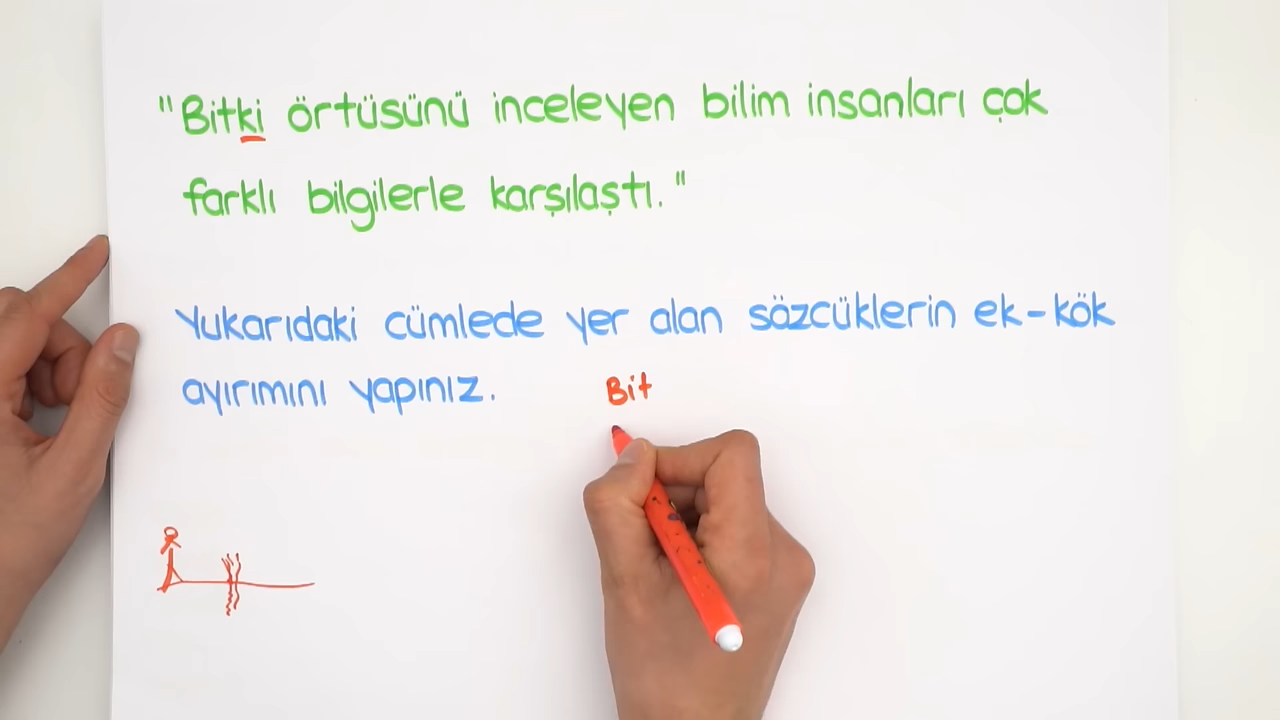 "Bitki örtüsünü inceleyen bilim insanları çok
farklı bilgilerle karşılaştı."
Yukarıdaki cümlede yer alan sözcüklerin ek-kök
ayırımını yapınız.
Bit